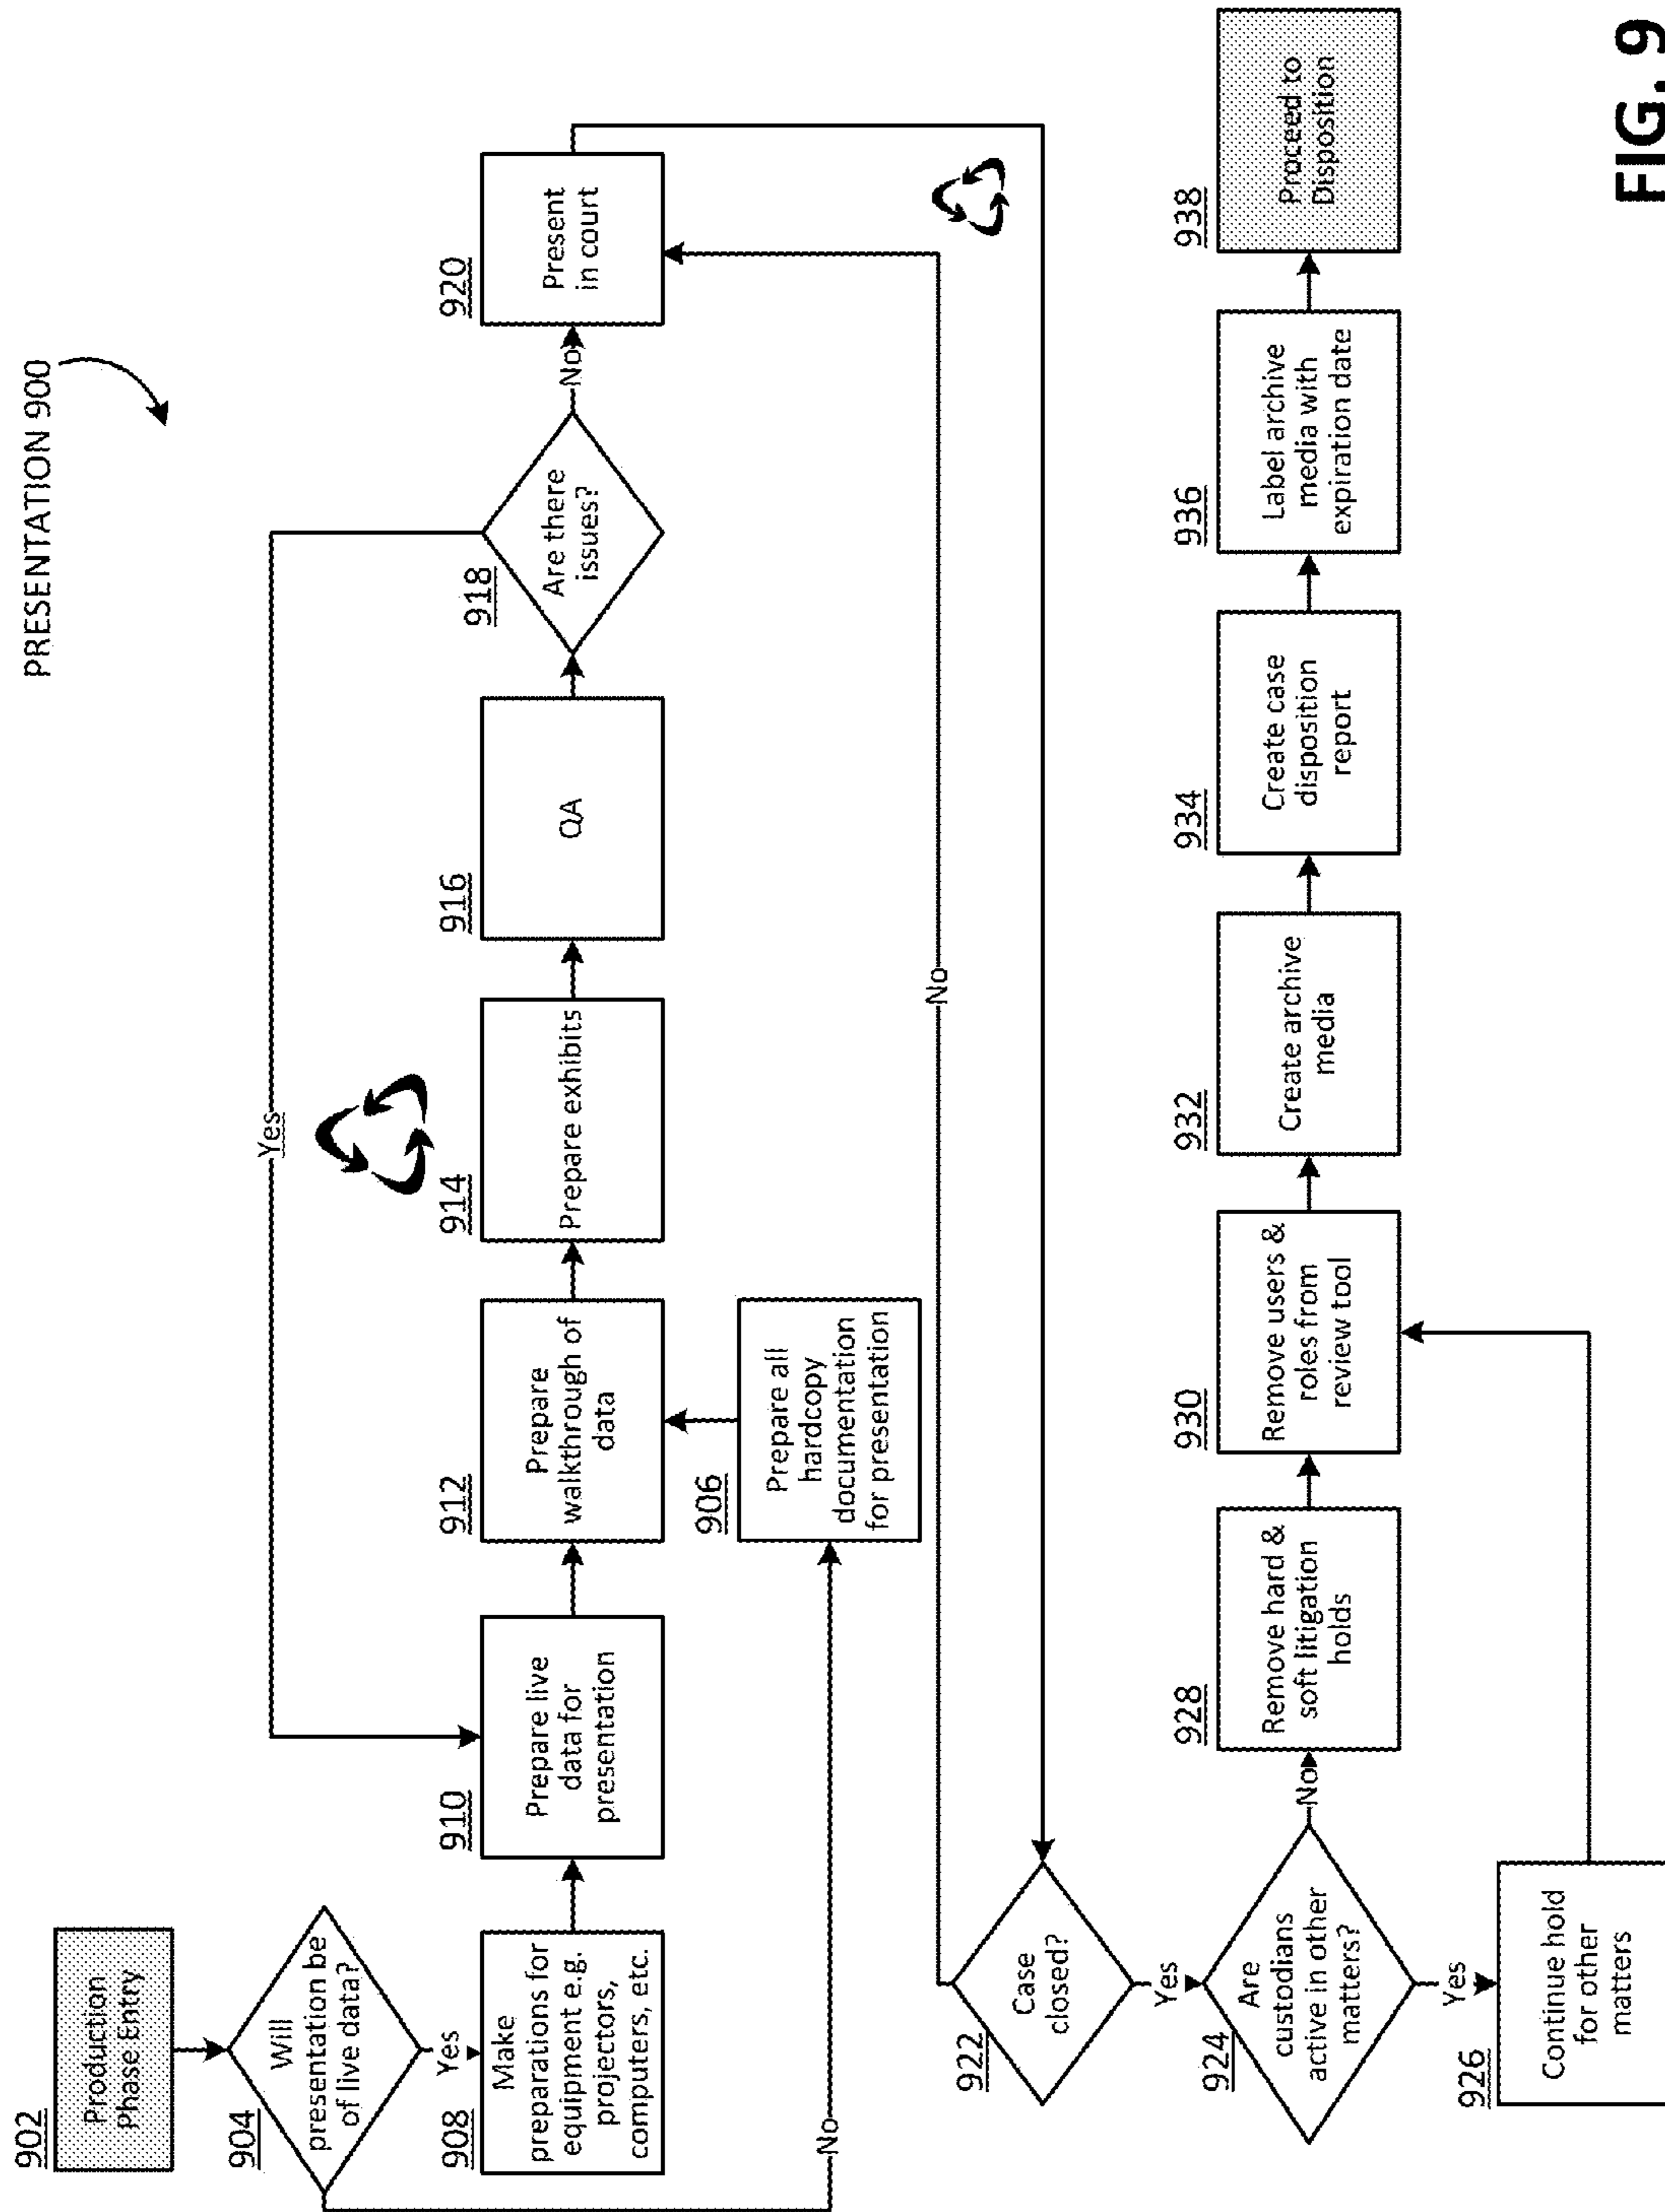 PRESENTATION 900
902
Production
Phase Entry
904
Will
presentation be
of live data?
Yes
No
908
Make
preparations for
equipment e.g.
projectors,
computers, etc.
910
Prepare live
data for
presentation
912
Prepare
walkthrough of
data
906
Prepare all
hardcopy
documentation
for presentation
914
Prepare exhibits
916
QA
918
Are there
issues?
Yes
No
920
Present
in court
922
Case
closed?
No
Yes
924
Are
custodians
active in other
matters?
No
Yes
926
Continue hold
for other
matters
928
Remove hard &
soft litigation
holds
930
Remove users &
roles from
review tool
932
Create archive
media
934
Create case
disposition
report
936
Label archive
media with
expiration date
938
Proceed to
Disposition
FIG. 9